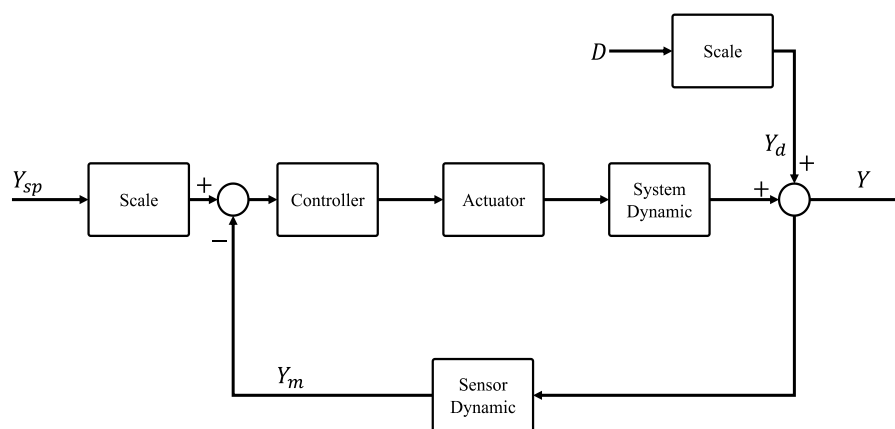 D
Scale
Y_d
+
Y_sp
Scale
+
Controller
Actuator
System
Dynamic
+
Y
−
Y_m
Sensor
Dynamic